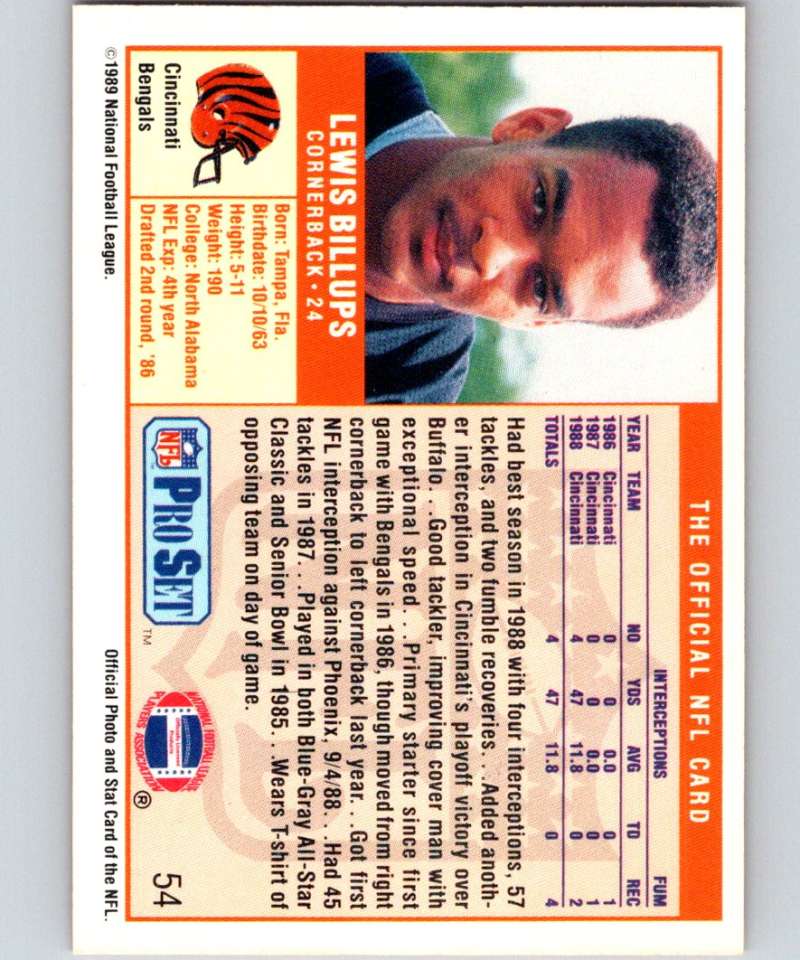 THE OFFICIAL NFL CARD
LEWIS BILLUPS
CORNERBACK • 24
Cincinnati
Bengals
Born: Tampa, Fla.
Birthdate: 10/10/63
Height: 5-11
Weight: 190
College: North Alabama
NFL Exp: 4th year
Drafted 2nd round, '86
INTERCEPTIONS FUM
YEAR TEAM NO YDS AVG TD REC
1986 Cincinnati 0 0 0.0 0 1
1987 Cincinnati 0 0 0.0 0 1
1988 Cincinnati 4 47 11.8 0 2
TOTALS 4 47 11.8 0 4
Had best season in 1988 with four interceptions, 57
tackles, and two fumble recoveries. . .Added anoth-
er interception in Cincinnati's playoff victory over
Buffalo. . .Good tackler, improving cover man with
exceptional speed. . .Primary starter since first
game with Bengals in 1986, though moved from right
cornerback to left cornerback last year. . .Got first
NFL interception against Phoenix, 9/4/88. . .Had 45
tackles in 1987. . .Played in both Blue-Gray All-Star
Classic and Senior Bowl in 1985. . .Wears T-shirt of
opposing team on day of game.
NFL PRO SET TM
NATIONAL FOOTBALL LEAGUE
PLAYERS ASSOCIATION ®
Officially Licensed
Products
54
©1989 National Football League.
Official Photo and Stat Card of the NFL.